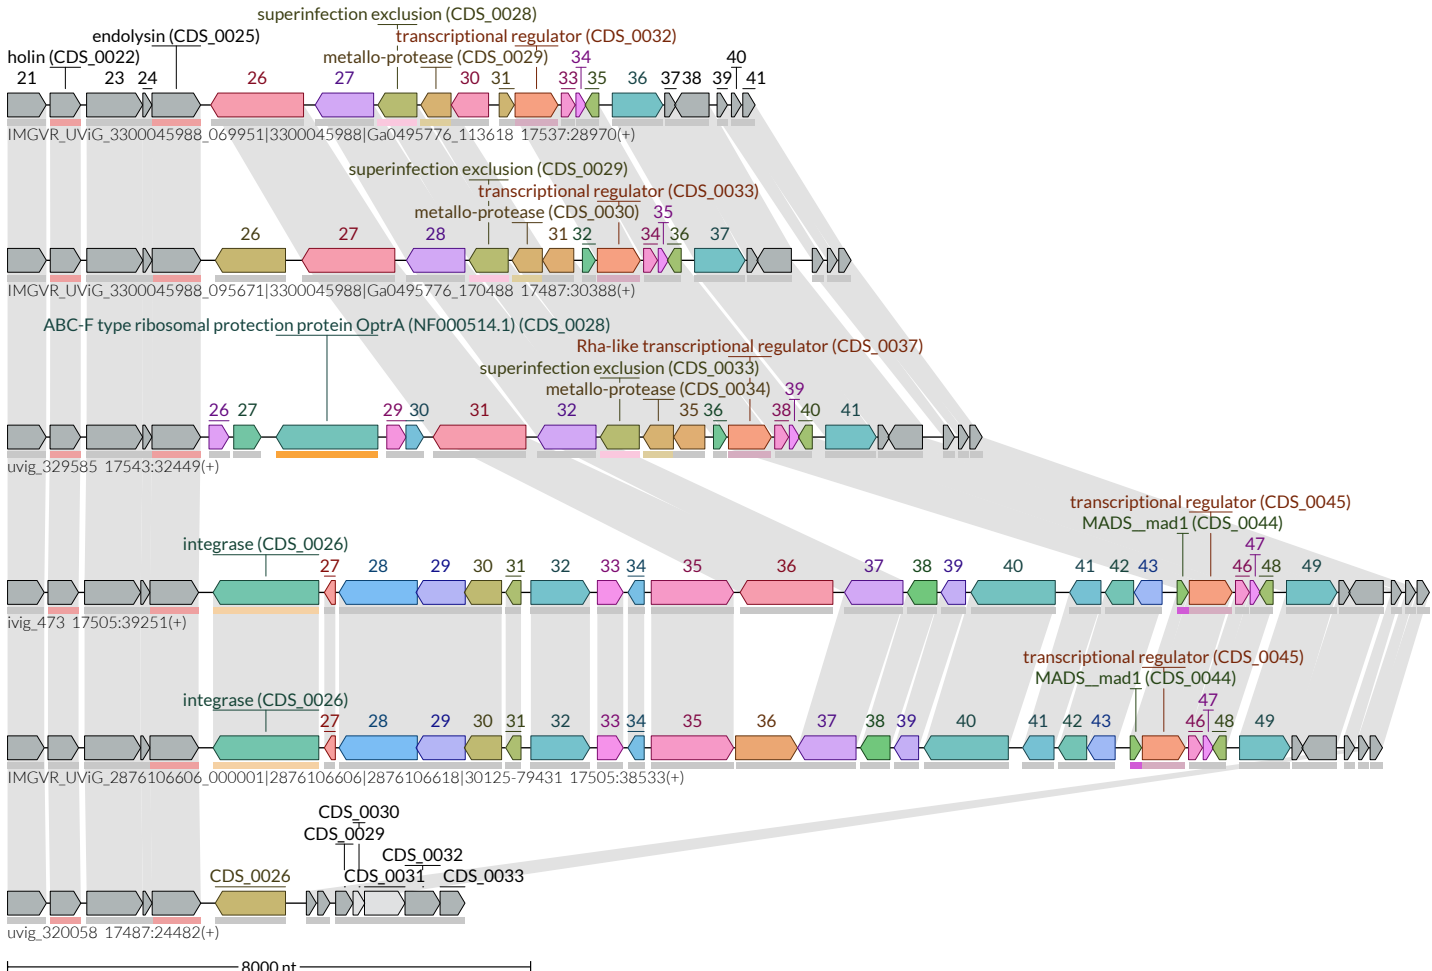 superinfection exclusion (CDS_0028)
endolysin (CDS_0025) transcriptional regulator (CDS_0032)
holin (CDS_0022) metallo-protease (CDS_0029) 34 40
21 23 24 26 27 30 31 33 35 36 37 38 39 41
IMGVR_UViG_3300045988_069951|3300045988|Ga0495776_113618 17537:28970(+)
superinfection exclusion (CDS_0029)
transcriptional regulator (CDS_0033)
metallo-protease (CDS_0030) 35
26 27 28 31 32 34 36 37
IMGVR_UViG_3300045988_095671|3300045988|Ga0495776_170488 17487:30388(+)
ABC-F type ribosomal protection protein OptrA (NF000514.1) (CDS_0028)
Rha-like transcriptional regulator (CDS_0037)
superinfection exclusion (CDS_0033)
metallo-protease (CDS_0034) 39
26 27 29 30 31 32 35 36 38 40 41
uvig_329585 17543:32449(+)
transcriptional regulator (CDS_0045)
MADS__mad1 (CDS_0044)
integrase (CDS_0026) 47
27 28 29 30 31 32 33 34 35 36 37 38 39 40 41 42 43 46 48 49
ivig_473 17505:39251(+)
transcriptional regulator (CDS_0045)
MADS__mad1 (CDS_0044)
integrase (CDS_0026) 47
27 28 29 30 31 32 33 34 35 36 37 38 39 40 41 42 43 46 48 49
IMGVR_UViG_2876106606_000001|2876106606|2876106618|30125-79431 17505:38533(+)
CDS_0030
CDS_0029
CDS_0032
CDS_0026 CDS_0031 CDS_0033
uvig_320058 17487:24482(+)
8000 nt